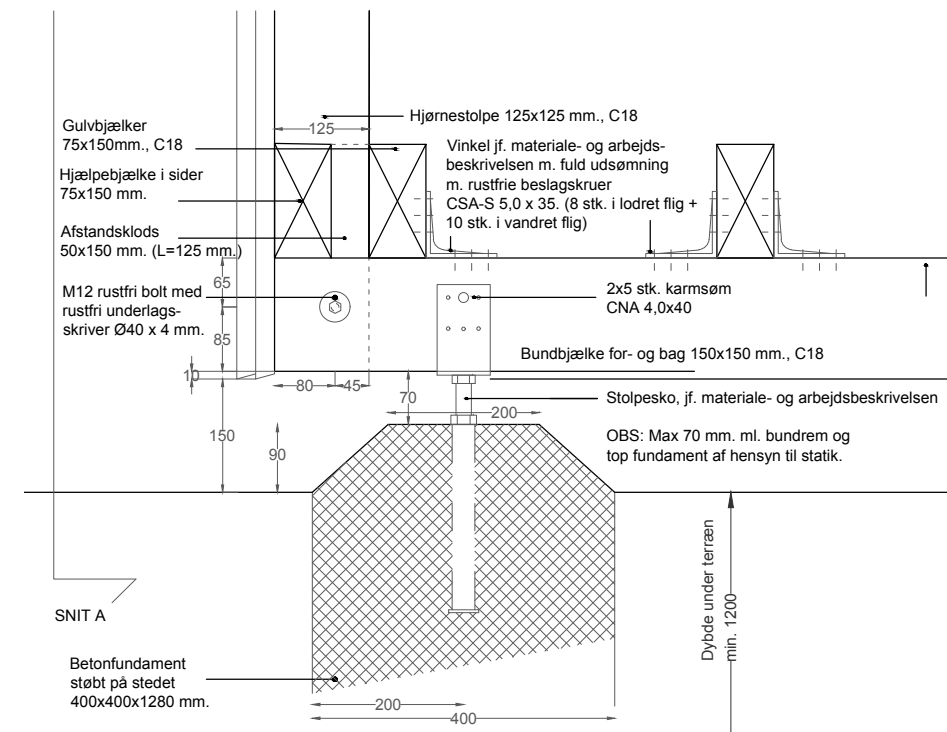 Hjørnestolpe 125x125 mm., C18
125
Gulvbjælker
75x150mm., C18
Vinkel jf. materiale- og arbejds-
beskrivelsen m. fuld udsømning
m. rustfrie beslagskruer
CSA-S 5,0 x 35. (8 stk. i lodret flig +
10 stk. i vandret flig)
Hjælpebjælke i sider
75x150 mm.
Afstandsklods
50x150 mm. (L=125 mm.)
65
M12 rustfri bolt med
rustfri underlags-
skriver Ø40 x 4 mm.
85
2x5 stk. karmsøm
CNA 4,0x40
Bundbjælke for- og bag 150x150 mm., C18
10
80
45
70
200
Stolpesko, jf. materiale- og arbejdsbeskrivelsen
150
90
OBS: Max 70 mm. ml. bundrem og
top fundament af hensyn til statik.
Dybde under terræn
min. 1200
SNIT A
Betonfundament
støbt på stedet
400x400x1280 mm.
200
400